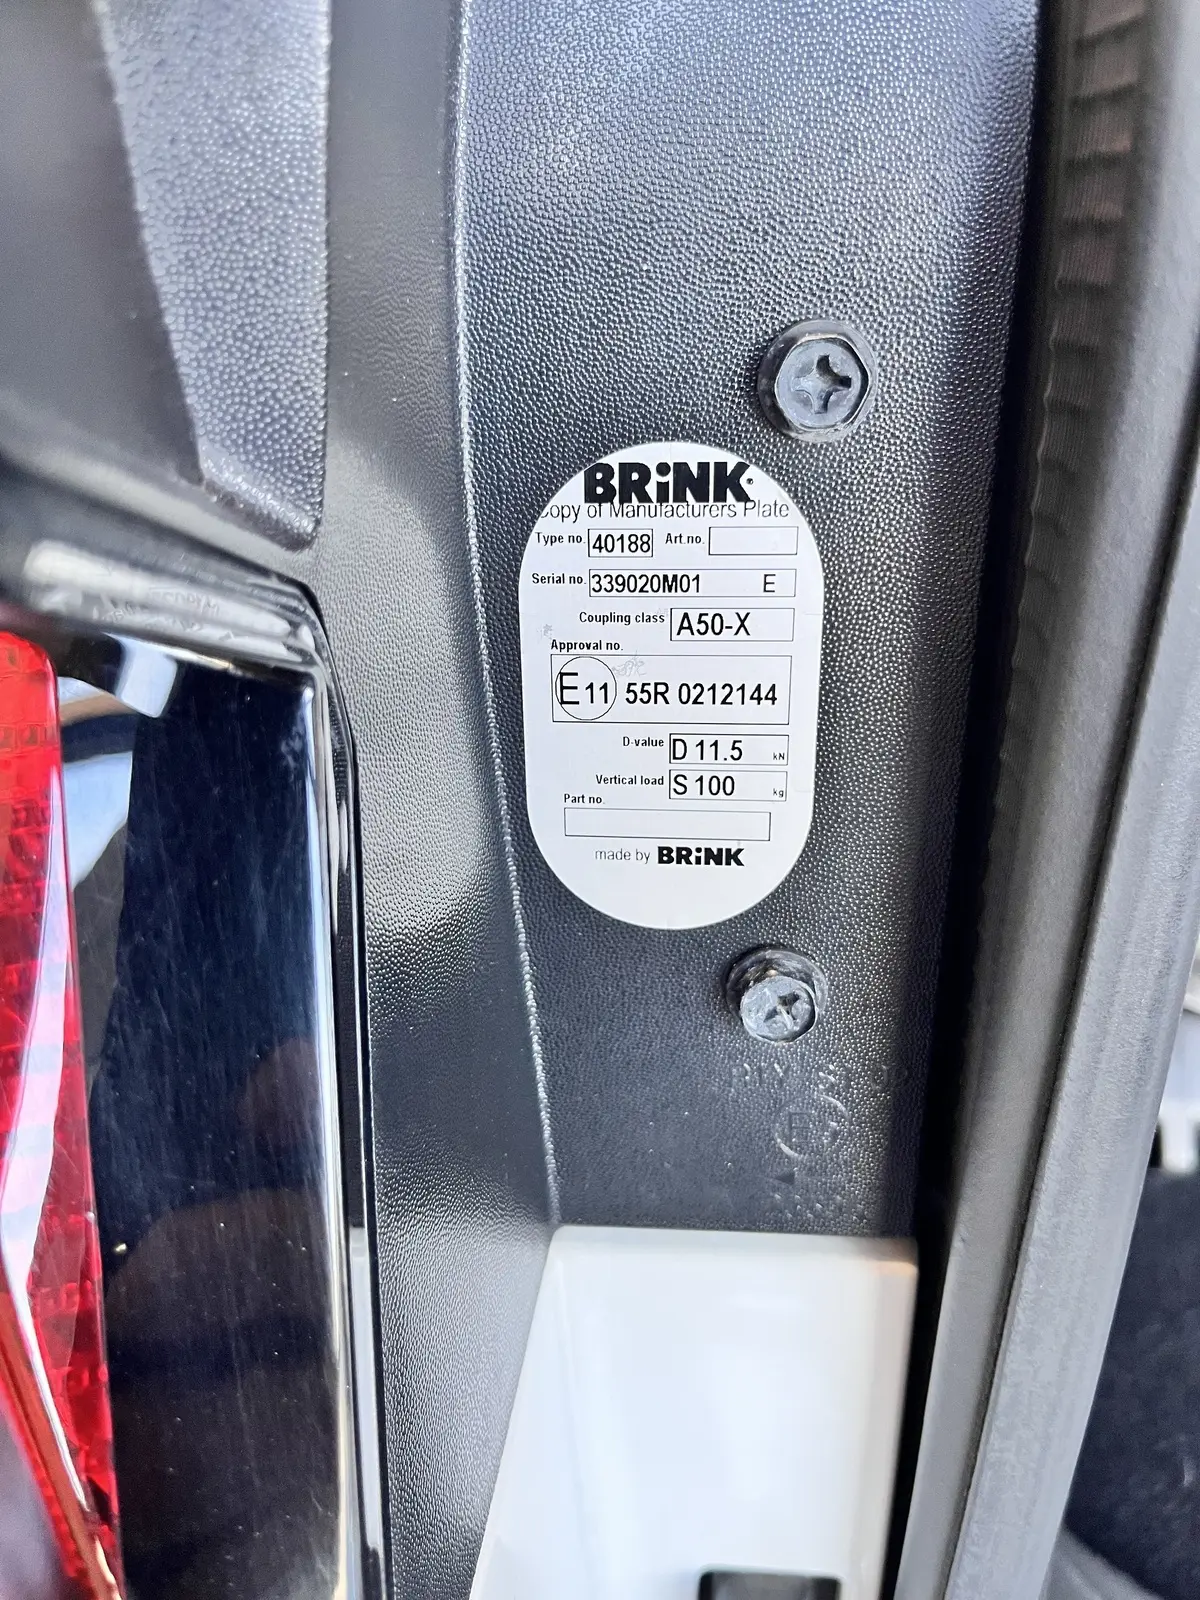 BRiNK
Copy of Manufacturers Plate
Type no. 40188 Art.no.
Serial no. 339020M01 E
Coupling class A50-X
Approval no.
E11 55R 0212144
D-value D 11.5 kN
Vertical load S 100 kg
Part no.
made by BRiNK